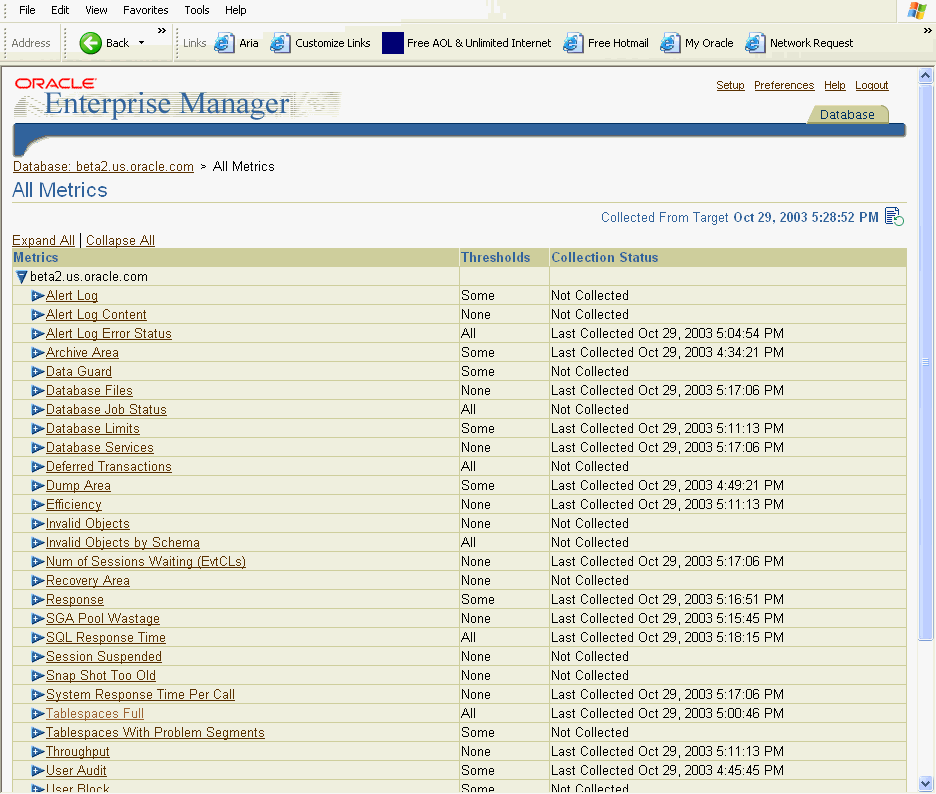 File Edit View Favorites Tools Help
Address Back » Links Aria Customize Links Free AOL & Unlimited Internet Free Hotmail My Oracle Network Request »
ORACLE
Enterprise Manager
Setup Preferences Help Logout
Database
Database: beta2.us.oracle.com > All Metrics
All Metrics
Collected From Target Oct 29, 2003 5:28:52 PM
Expand All | Collapse All
Metrics Thresholds Collection Status
beta2.us.oracle.com
Alert Log Some Not Collected
Alert Log Content None Not Collected
Alert Log Error Status All Last Collected Oct 29, 2003 5:04:54 PM
Archive Area Some Last Collected Oct 29, 2003 4:34:21 PM
Data Guard Some Not Collected
Database Files None Last Collected Oct 29, 2003 5:17:06 PM
Database Job Status All Not Collected
Database Limits Some Last Collected Oct 29, 2003 5:11:13 PM
Database Services None Last Collected Oct 29, 2003 5:17:06 PM
Deferred Transactions All Not Collected
Dump Area Some Last Collected Oct 29, 2003 4:49:21 PM
Efficiency None Last Collected Oct 29, 2003 5:11:13 PM
Invalid Objects None Not Collected
Invalid Objects by Schema All Not Collected
Num of Sessions Waiting (EvtCLs) None Last Collected Oct 29, 2003 5:17:06 PM
Recovery Area None Not Collected
Response Some Last Collected Oct 29, 2003 5:16:51 PM
SGA Pool Wastage None Last Collected Oct 29, 2003 5:15:45 PM
SQL Response Time All Last Collected Oct 29, 2003 5:18:15 PM
Session Suspended None Not Collected
Snap Shot Too Old None Not Collected
System Response Time Per Call None Last Collected Oct 29, 2003 5:17:06 PM
Tablespaces Full All Last Collected Oct 29, 2003 5:00:46 PM
Tablespaces With Problem Segments Some Not Collected
Throughput None Last Collected Oct 29, 2003 5:11:13 PM
User Audit Some Last Collected Oct 29, 2003 4:45:45 PM
User Block Some Not Collected